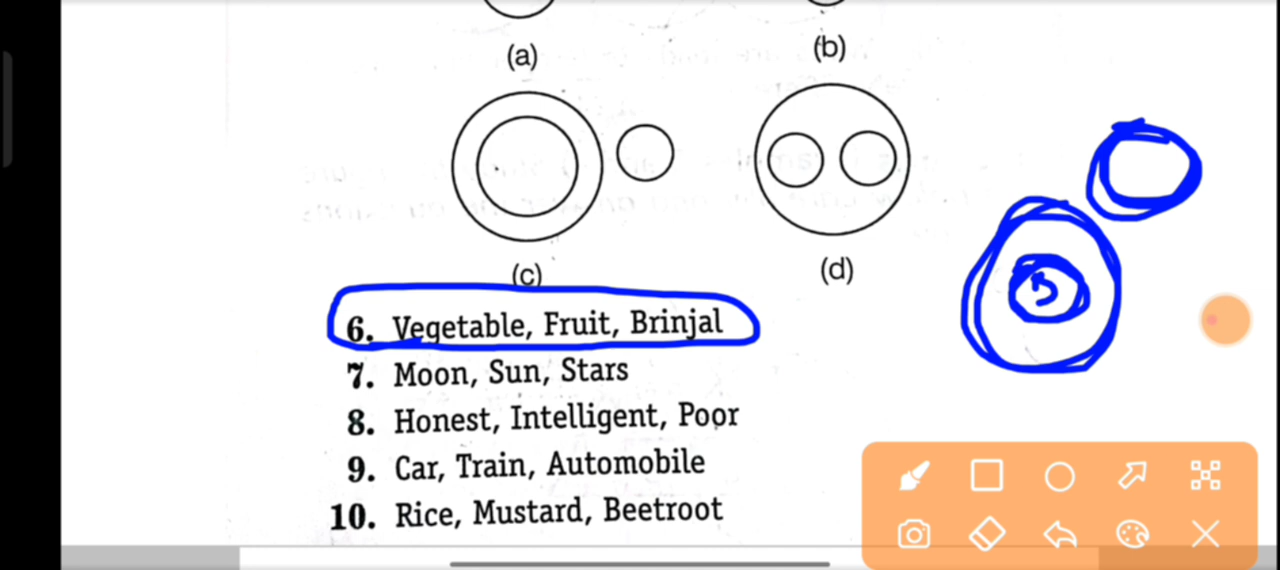 (a)
(b)
(c)
(d)
6. Vegetable, Fruit, Brinjal
7. Moon, Sun, Stars
8. Honest, Intelligent, Poor
9. Car, Train, Automobile
10. Rice, Mustard, Beetroot